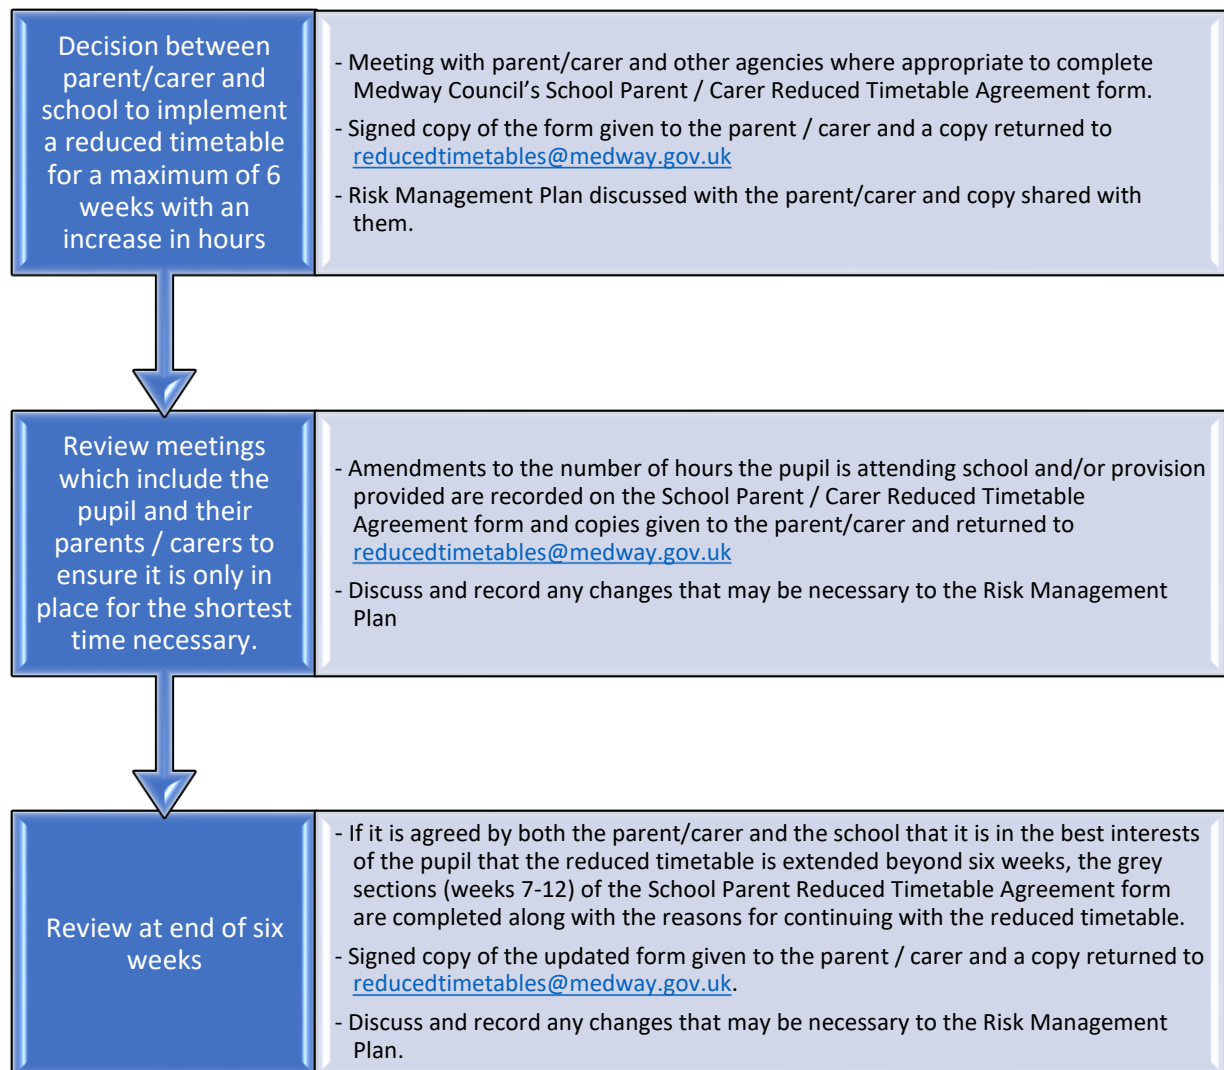 Decision between
parent/carer and
school to implement
a reduced timetable
for a maximum of 6
weeks with an
increase in hours
- Meeting with parent/carer and other agencies where appropriate to complete
Medway Council's School Parent / Carer Reduced Timetable Agreement form.
- Signed copy of the form given to the parent / carer and a copy returned to
reducedtimetables@medway.gov.uk
- Risk Management Plan discussed with the parent/carer and copy shared with
them.
Review meetings
which include the
pupil and their
parents / carers to
ensure it is only in
place for the shortest
time necessary.
- Amendments to the number of hours the pupil is attending school and/or provision
provided are recorded on the School Parent / Carer Reduced Timetable
Agreement form and copies given to the parent/carer and returned to
reducedtimetables@medway.gov.uk
- Discuss and record any changes that may be necessary to the Risk Management
Plan
Review at end of six
weeks
- If it is agreed by both the parent/carer and the school that it is in the best interests
of the pupil that the reduced timetable is extended beyond six weeks, the grey
sections (weeks 7-12) of the School Parent Reduced Timetable Agreement form
are completed along with the reasons for continuing with the reduced timetable.
- Signed copy of the updated form given to the parent / carer and a copy returned to
reducedtimetables@medway.gov.uk.
- Discuss and record any changes that may be necessary to the Risk Management
Plan.